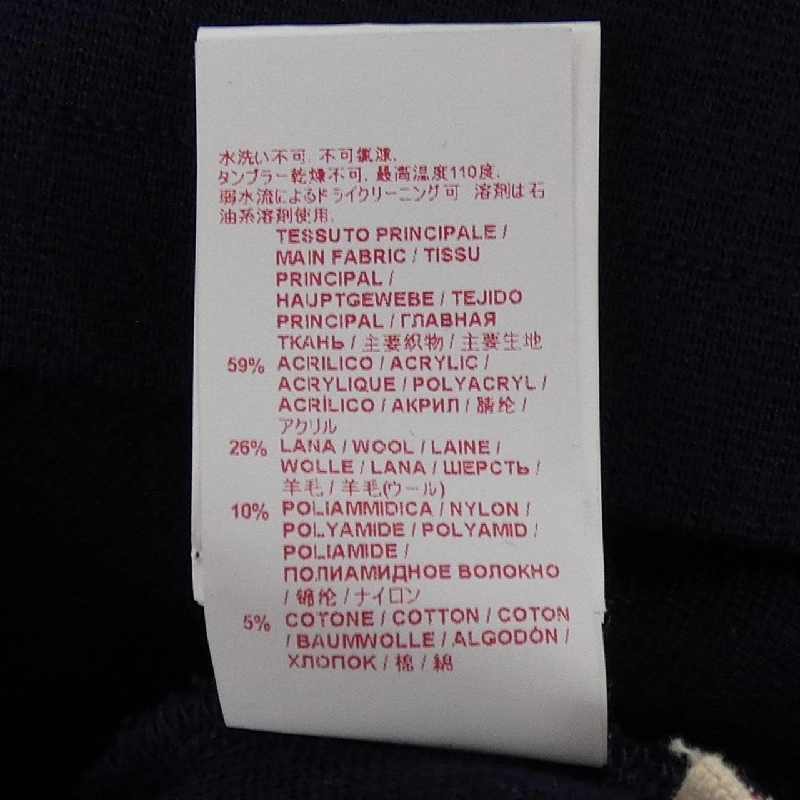 水洗い不可. 不可氯漂.
タンブラー乾燥不可. 最高温度110度.
弱水流によるドライクリーニング可 溶剤は石
油系溶剤使用.
TESSUTO PRINCIPALE /
MAIN FABRIC / TISSU
PRINCIPAL /
HAUPTGEWEBE / TEJIDO
PRINCIPAL / ГЛАВНАЯ
ТКАНЬ / 主要织物 / 主要生地
59% ACRILICO / ACRYLIC /
ACRYLIQUE / POLYACRYL /
ACRÍLICO / АКРИЛ / 腈纶 /
アクリル
26% LANA / WOOL / LAINE /
WOLLE / LANA / ШЕРСТЬ /
羊毛 / 羊毛(ウール)
10% POLIAMMIDICA / NYLON /
POLYAMIDE / POLYAMID /
POLIAMIDE /
ПОЛИАМИДНОЕ ВОЛОКНО
/ 锦纶 / ナイロン
5% COTONE / COTTON / COTON
/ BAUMWOLLE / ALGODÓN /
ХЛОПОК / 棉 / 綿